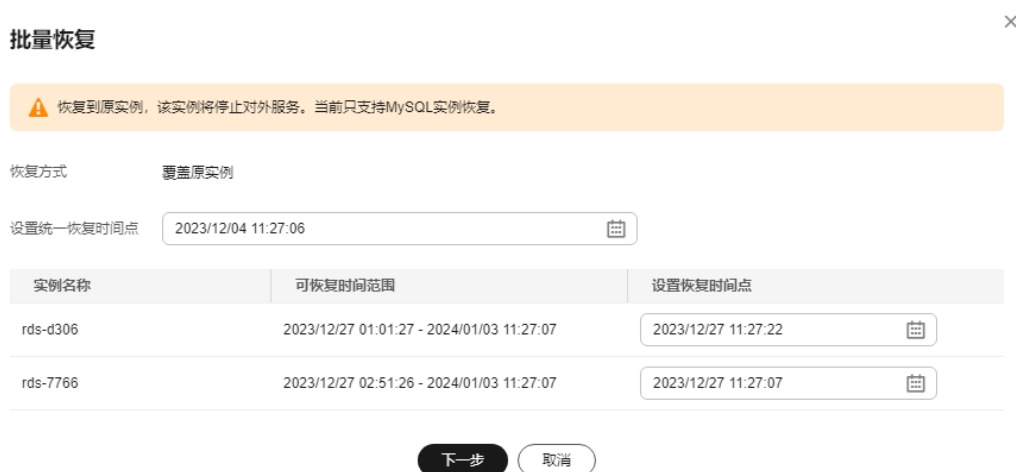 批量恢复
恢复到原实例，该实例将停止对外服务。当前只支持MySQL实例恢复。
恢复方式 覆盖原实例
设置统一恢复时间点 2023/12/04 11:27:06
实例名称 可恢复时间范围 设置恢复时间点
rds-d306 2023/12/27 01:01:27 - 2024/01/03 11:27:07 2023/12/27 11:27:22
rds-7766 2023/12/27 02:51:26 - 2024/01/03 11:27:07 2023/12/27 11:27:07
下一步 取消